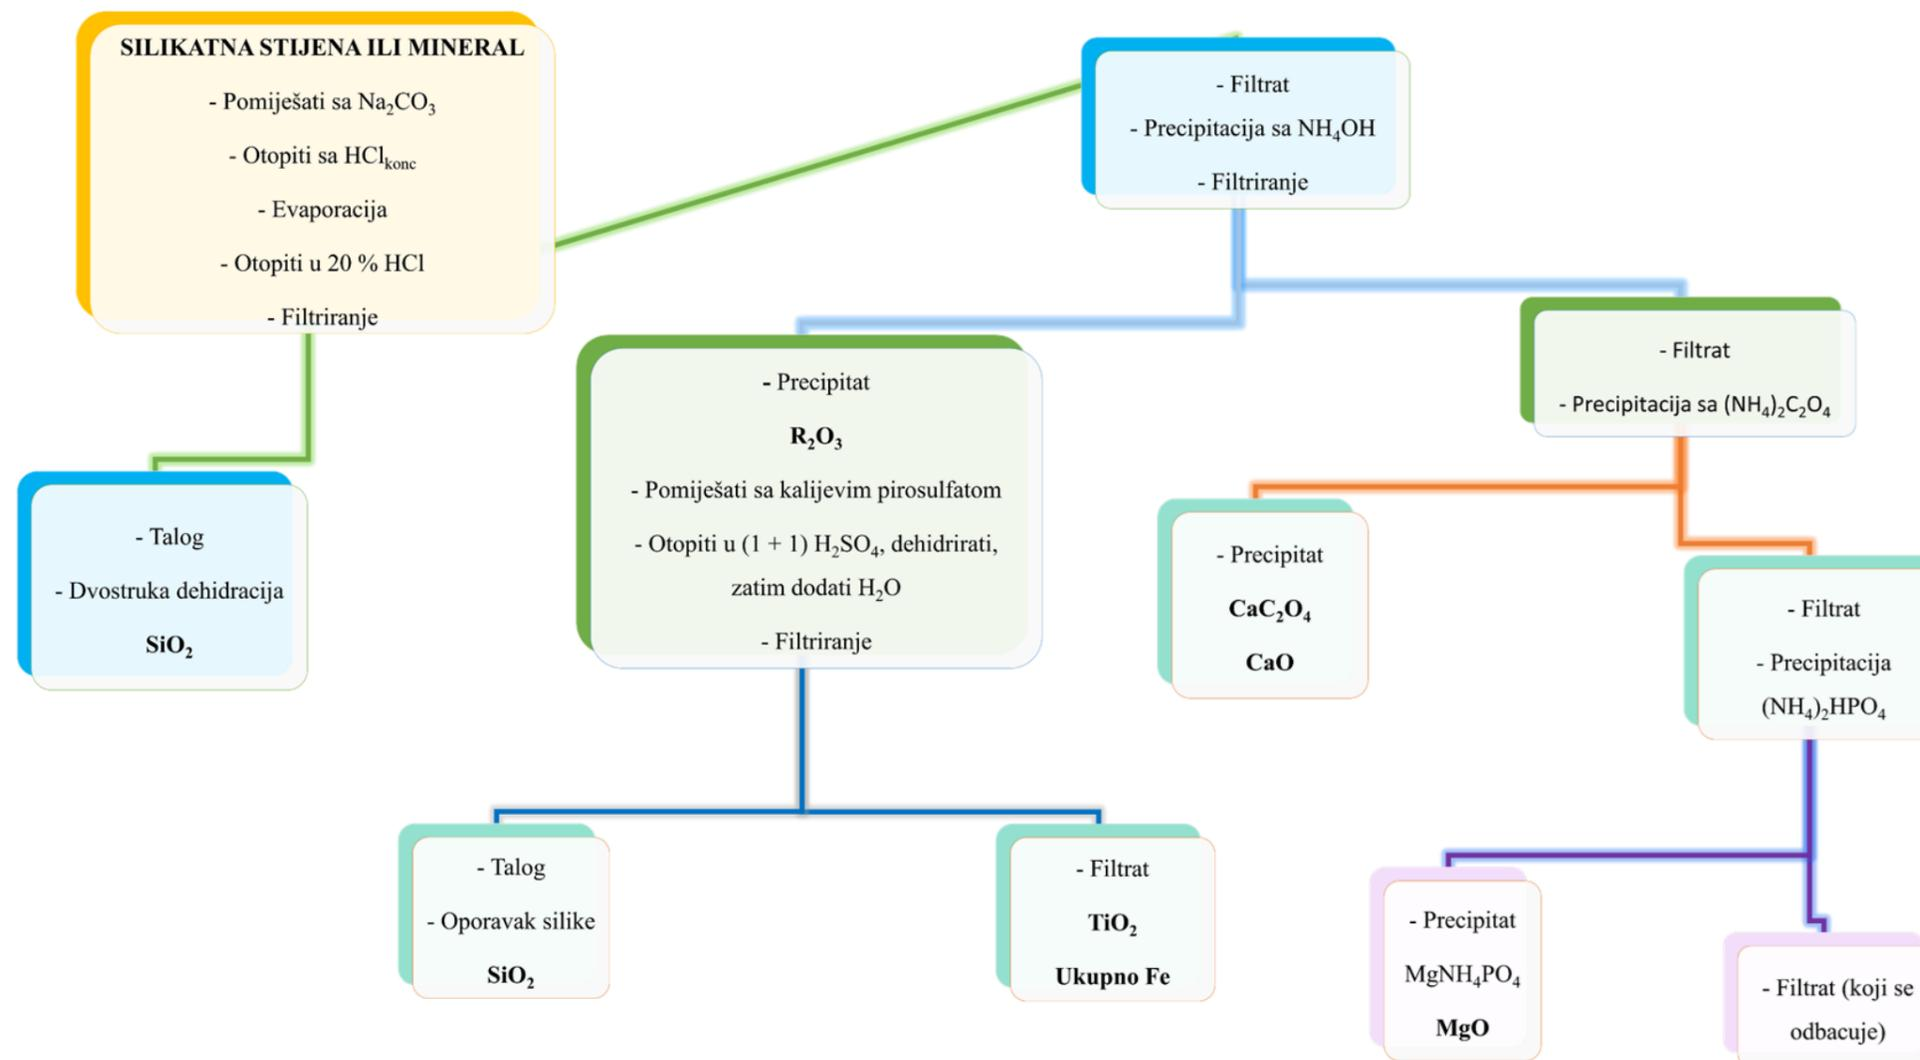 SILIKATNA STIJENA ILI MINERAL
- Pomiješati sa Na₂CO₃
- Otopiti sa HClkonc
- Evaporacija
- Otopiti u 20 % HCl
- Filtriranje
- Filtrat
- Precipitacija sa NH₄OH
- Filtriranje
- Talog
- Dvostruka dehidracija
SiO₂
- Precipitat
R₂O₃
- Pomiješati sa kalijevim pirosulfatom
- Otopiti u (1 + 1) H₂SO₄, dehidrirati,
zatim dodati H₂O
- Filtriranje
- Filtrat
- Precipitacija sa (NH₄)₂C₂O₄
- Precipitat
CaC₂O₄
CaO
- Filtrat
- Precipitacija
(NH₄)₂HPO₄
- Talog
- Oporavak silike
SiO₂
- Filtrat
TiO₂
Ukupno Fe
- Precipitat
MgNH₄PO₄
MgO
- Filtrat (koji se
odbacuje)